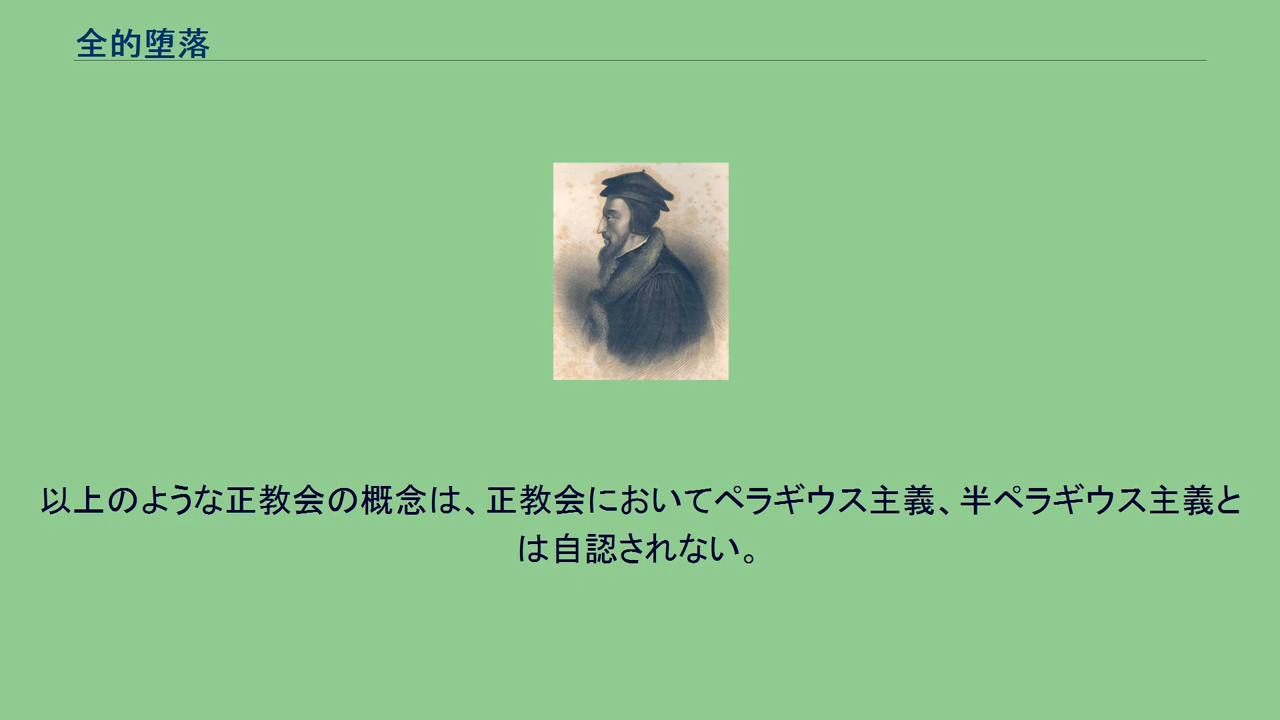 全的堕落
以上のような正教会の概念は、正教会においてペラギウス主義、半ペラギウス主義と
は自認されない。